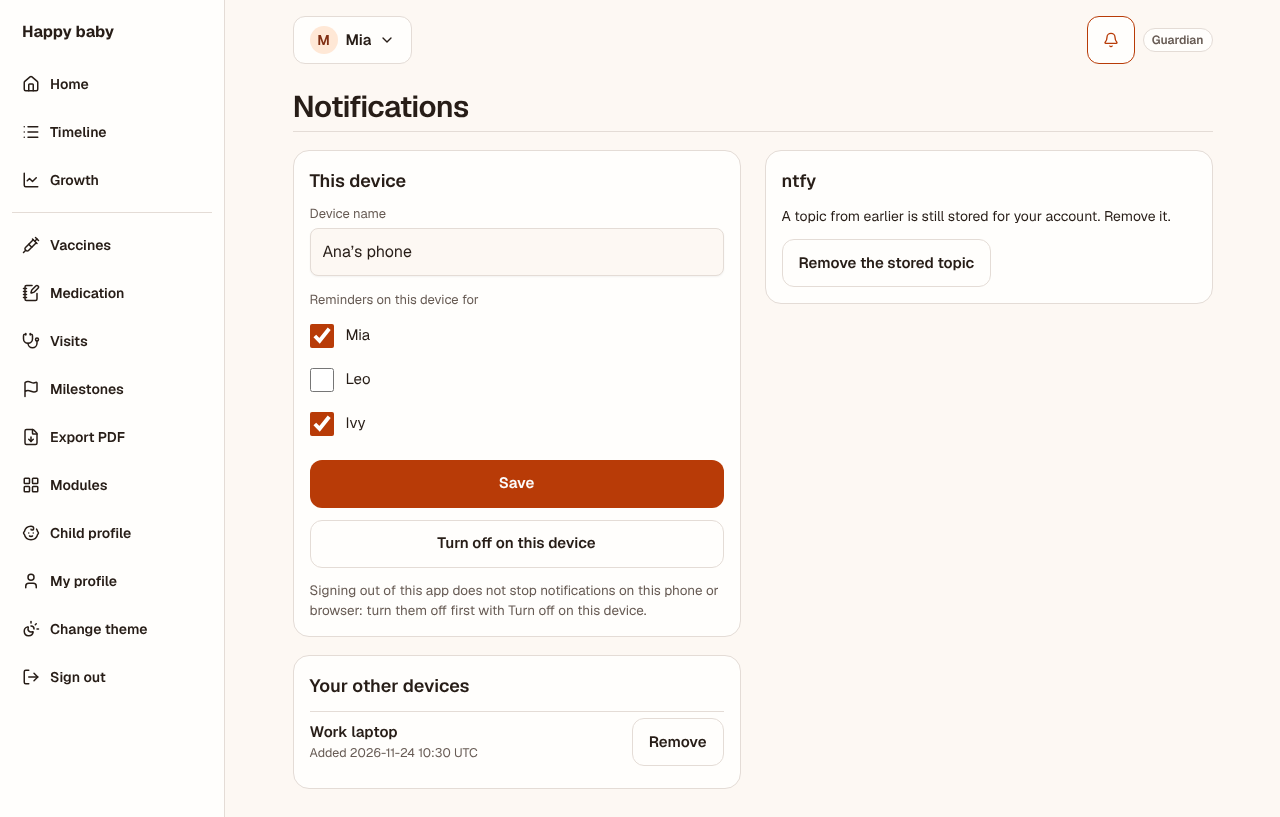 Happy baby
Home
Timeline
Growth
Vaccines
Medication
Visits
Milestones
Export PDF
Modules
Child profile
My profile
Change theme
Sign out
M Mia
Guardian
Notifications
This device
Device name
Ana's phone
Reminders on this device for
Mia
Leo
Ivy
Save
Turn off on this device
Signing out of this app does not stop notifications on this phone or
browser: turn them off first with Turn off on this device.
Your other devices
Work laptop
Added 2026-11-24 10:30 UTC
Remove
ntfy
A topic from earlier is still stored for your account. Remove it.
Remove the stored topic